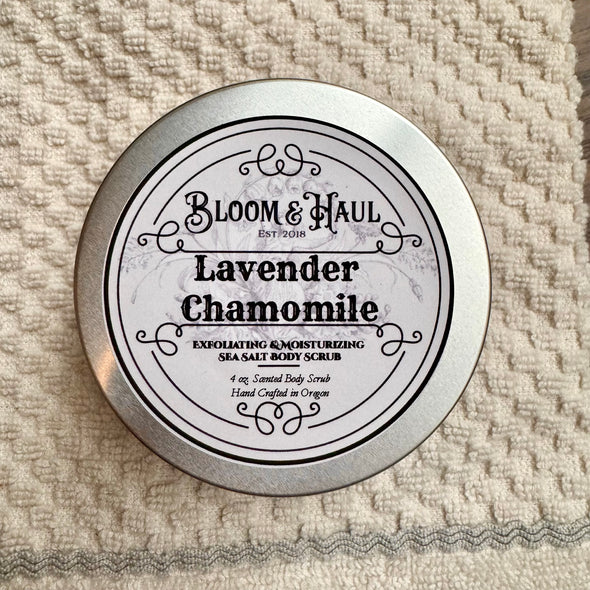 BLOOM & HAUL
EST. 2018
Lavender
Chamomile
EXFOLIATING & MOISTURIZING
SEA SALT BODY SCRUB
4 oz. Scented Body Scrub
Hand Crafted in Oregon